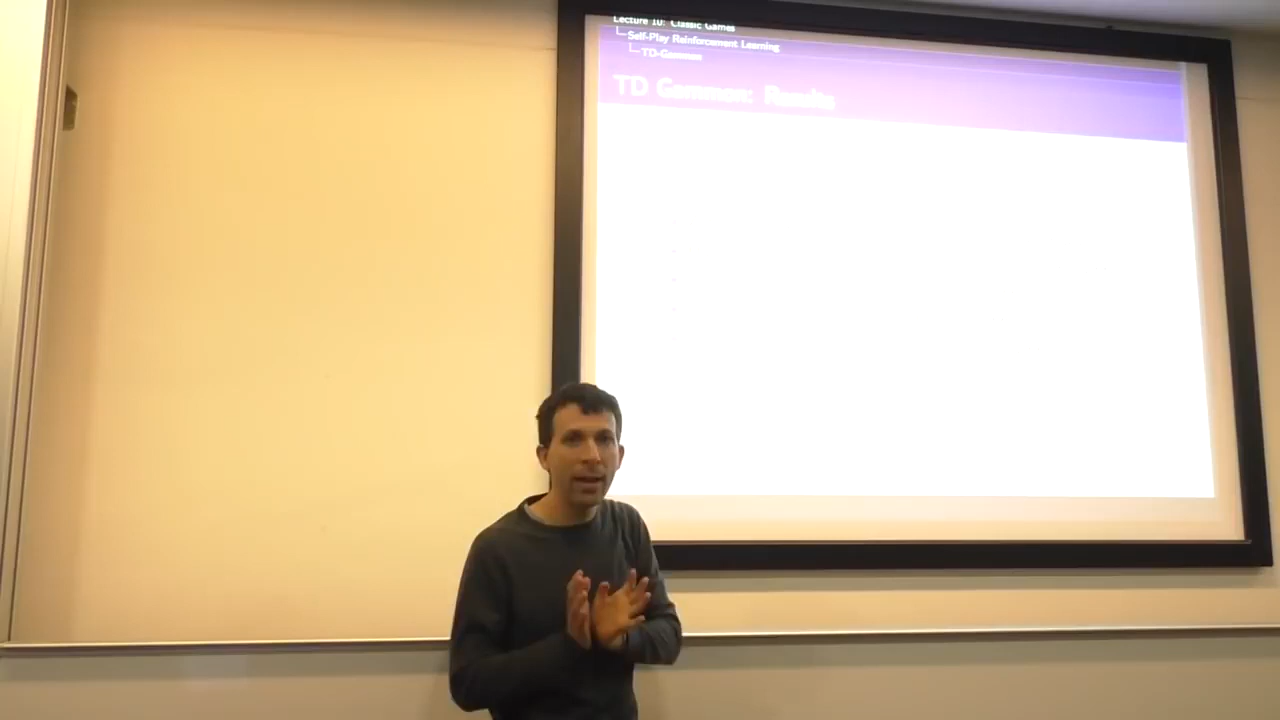 Lecture 10: Classic Games
Self-Play Reinforcement Learning
TD-Gammon
TD Gammon: Results